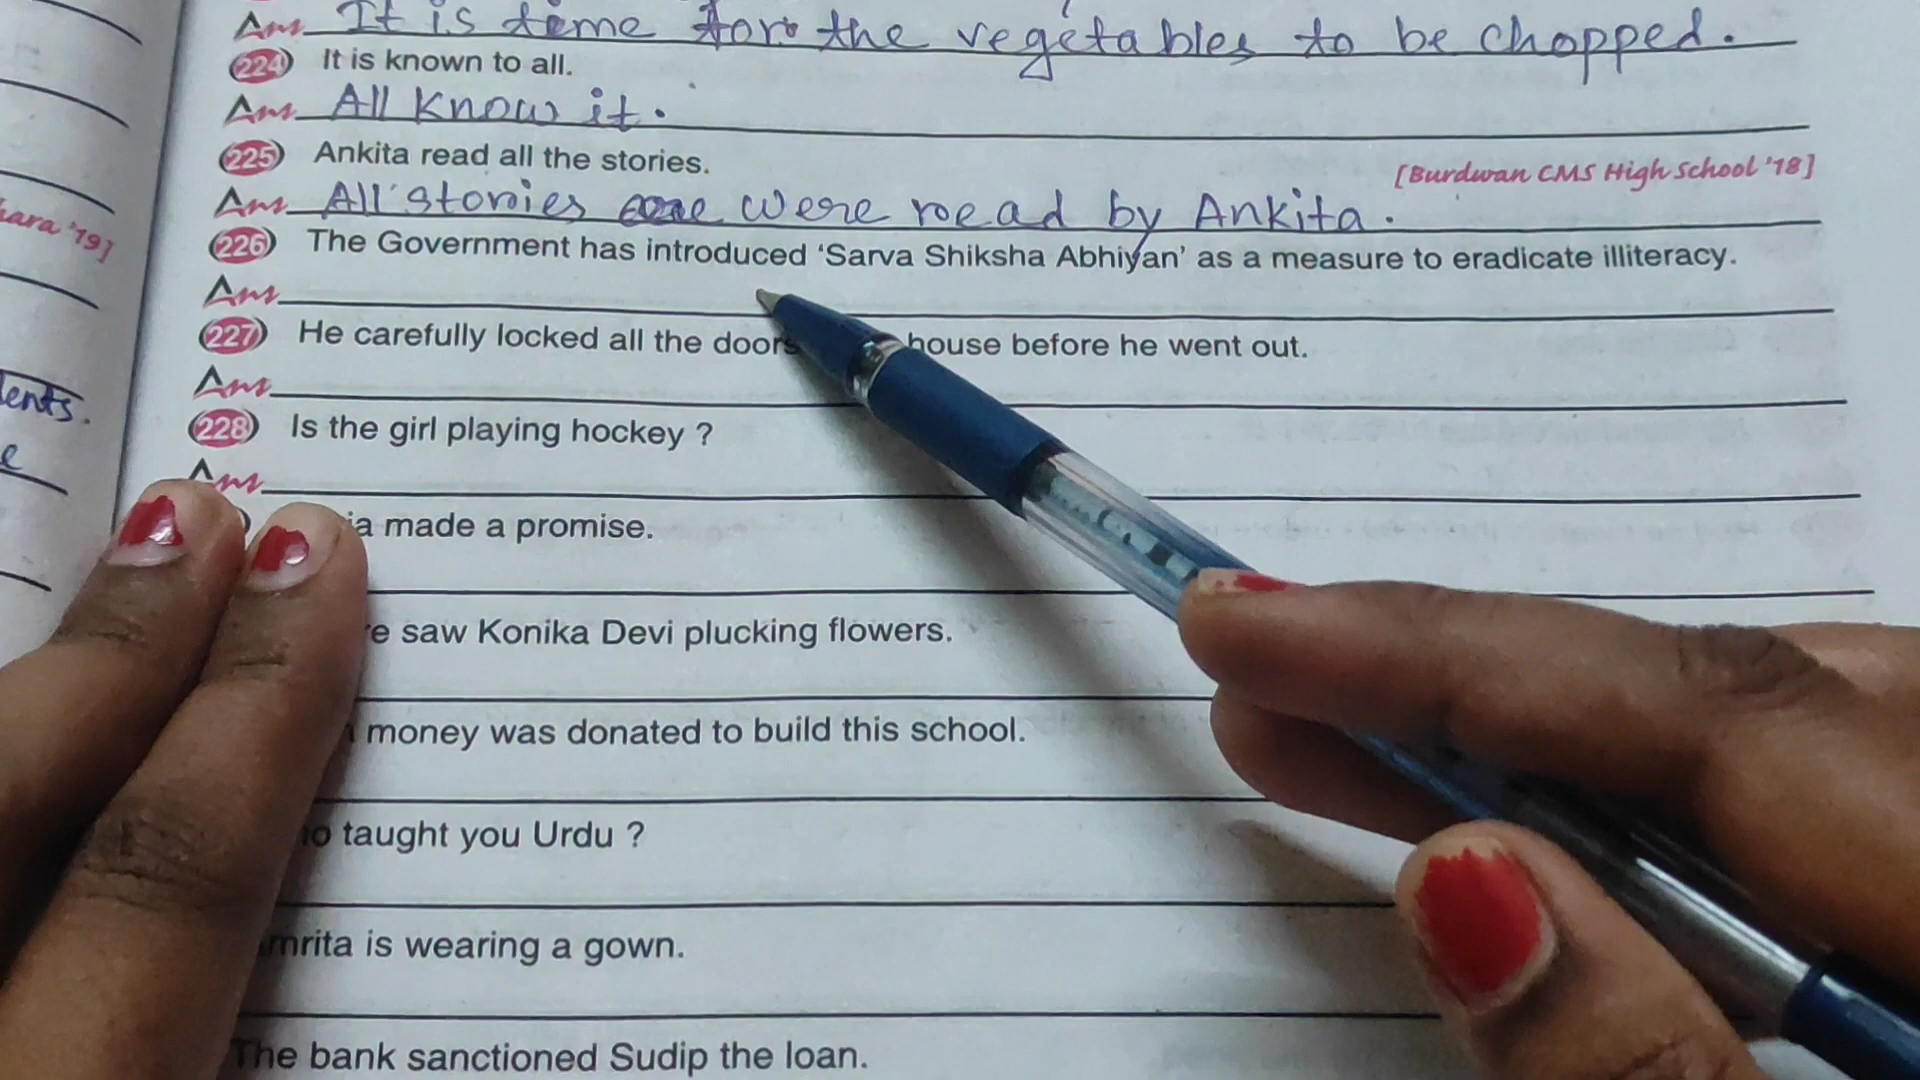 Ans It is time for the vegetables to be chopped.
224 It is known to all.
Ans All know it.
225 Ankita read all the stories.
[Burdwan CMS High School '18]
Ans All stories were read by Ankita.
226 The Government has introduced 'Sarva Shiksha Abhiyan' as a measure to eradicate illiteracy.
Ans
227 He carefully locked all the doors house before he went out.
Ans
228 Is the girl playing hockey ?
Ans
made a promise.
saw Konika Devi plucking flowers.
money was donated to build this school.
taught you Urdu ?
is wearing a gown.
The bank sanctioned Sudip the loan.
'19]